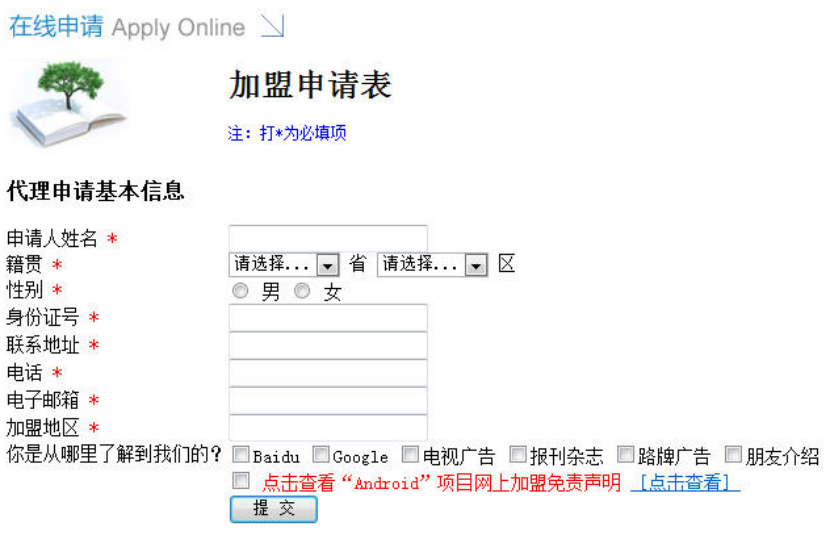 在线申请 Apply Online
加盟申请表
注：打*为必填项
代理申请基本信息
申请人姓名 *
籍贯 * 请选择... 省 请选择... 区
性别 * 男 女
身份证号 *
联系地址 *
电话 *
电子邮箱 *
加盟地区 *
你是从哪里了解到我们的? Baidu Google 电视广告 报刊杂志 路牌广告 朋友介绍
点击查看“Android”项目网上加盟免责声明 [点击查看]
提 交